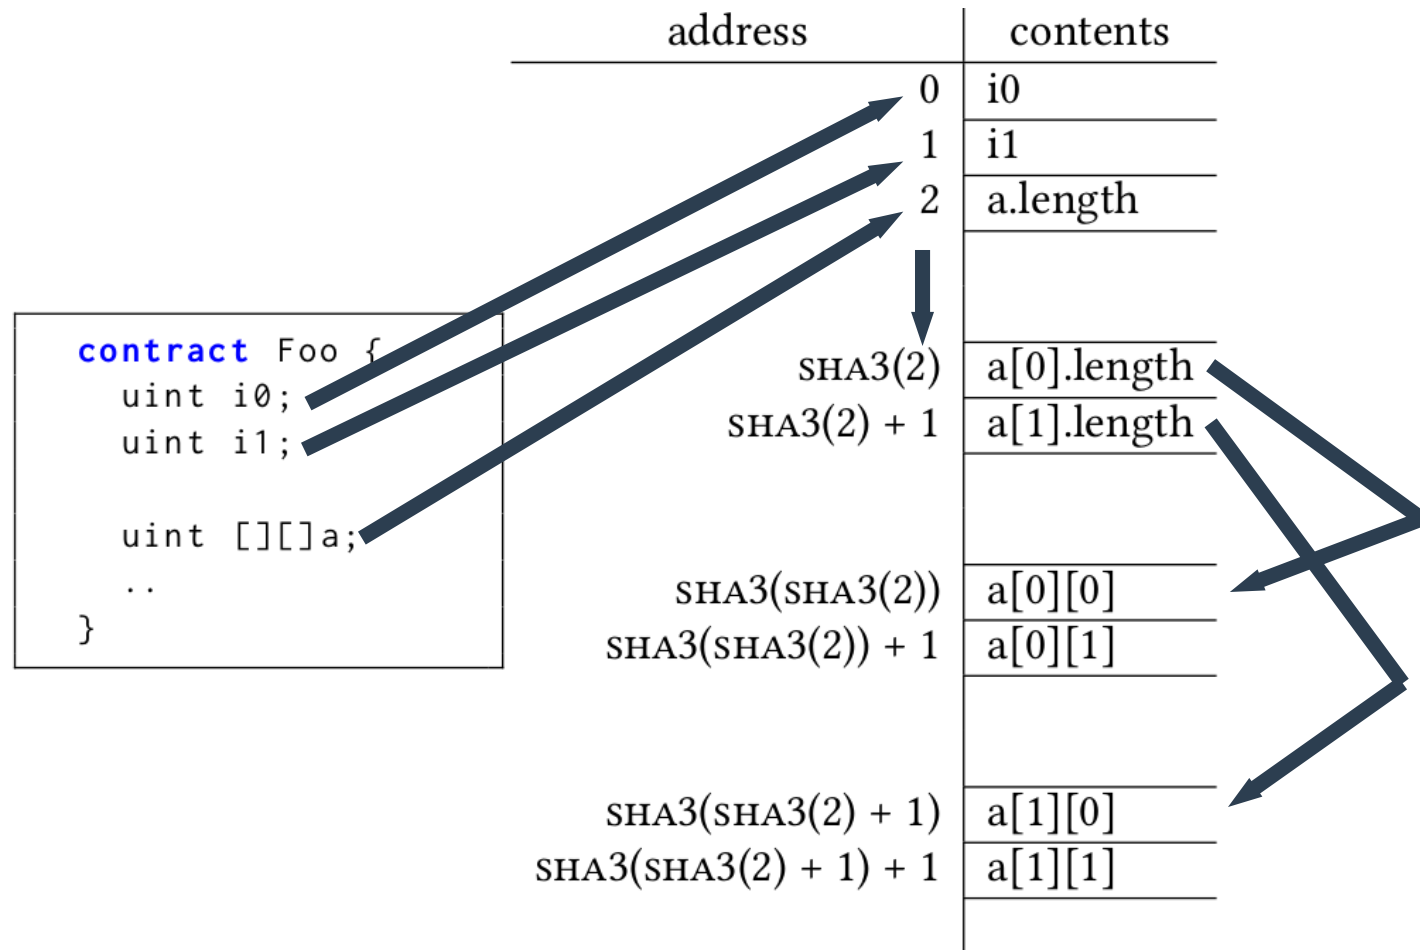 address contents
0 i0
1 i1
2 a.length
contract Foo {
uint i0;
uint i1;
uint [][]a;
..
}
SHA3(2) a[0].length
SHA3(2) + 1 a[1].length
SHA3(SHA3(2)) a[0][0]
SHA3(SHA3(2)) + 1 a[0][1]
SHA3(SHA3(2) + 1) a[1][0]
SHA3(SHA3(2) + 1) + 1 a[1][1]